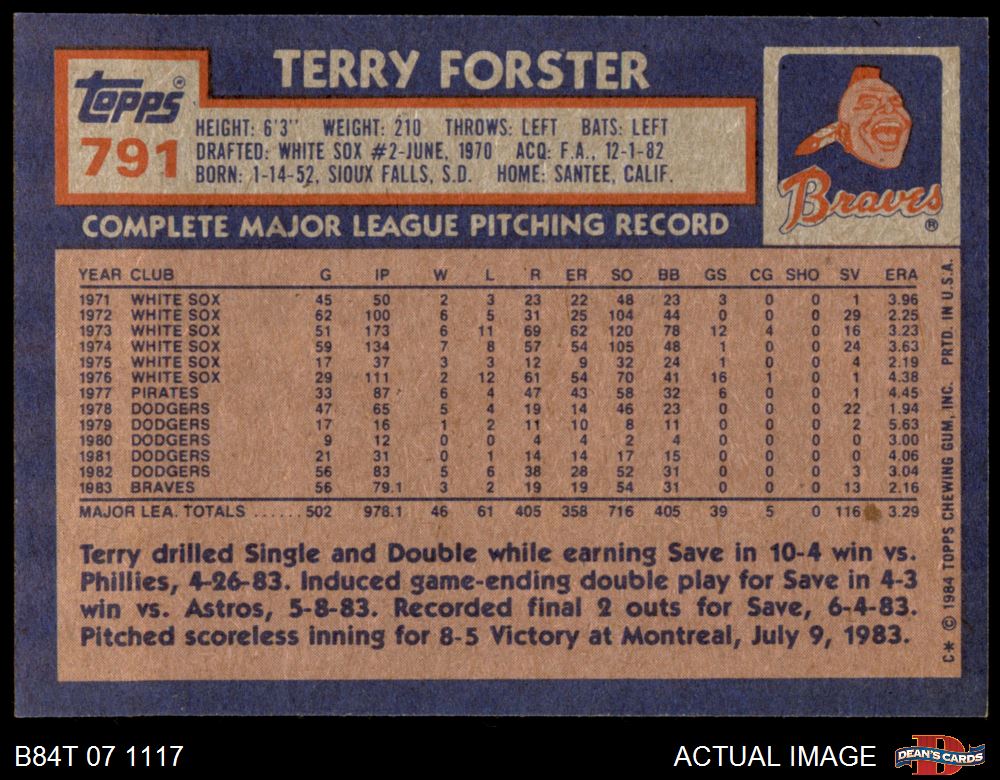 TERRY FORSTER
Topps®
791
HEIGHT: 6'3'' WEIGHT: 210 THROWS: LEFT BATS: LEFT
DRAFTED: WHITE SOX #2-JUNE, 1970 ACQ: F.A., 12-1-82
BORN: 1-14-52, SIOUX FALLS, S.D. HOME: SANTEE, CALIF.
Braves®
COMPLETE MAJOR LEAGUE PITCHING RECORD
YEAR CLUB G IP W L R ER SO BB GS CG SHO SV ERA
1971 WHITE SOX 45 50 2 3 23 22 48 23 3 0 0 1 3.96
1972 WHITE SOX 62 100 6 5 31 25 104 44 0 0 0 29 2.25
1973 WHITE SOX 51 173 6 11 69 62 120 78 12 4 0 16 3.23
1974 WHITE SOX 59 134 7 8 57 54 105 48 1 0 0 24 3.63
1975 WHITE SOX 17 37 3 3 12 9 32 24 1 0 0 4 2.19
1976 WHITE SOX 29 111 2 12 61 54 70 41 16 1 0 1 4.38
1977 PIRATES 33 87 6 4 47 43 58 32 6 0 0 1 4.45
1978 DODGERS 47 65 5 4 19 14 46 23 0 0 0 22 1.94
1979 DODGERS 17 16 1 2 11 10 8 11 0 0 0 2 5.63
1980 DODGERS 9 12 0 0 4 4 2 4 0 0 0 0 3.00
1981 DODGERS 21 31 0 1 14 14 17 15 0 0 0 0 4.06
1982 DODGERS 56 83 5 6 38 28 52 31 0 0 0 3 3.04
1983 BRAVES 56 79.1 3 2 19 19 54 31 0 0 0 13 2.16
MAJOR LEA. TOTALS ...... 502 978.1 46 61 405 358 716 405 39 5 0 116 3.29
Terry drilled Single and Double while earning Save in 10-4 win vs.
Phillies, 4-26-83. Induced game-ending double play for Save in 4-3
win vs. Astros, 5-8-83. Recorded final 2 outs for Save, 6-4-83.
Pitched scoreless inning for 8-5 Victory at Montreal, July 9, 1983.
C* © 1984 TOPPS CHEWING GUM, INC. PRTD. IN U.S.A.
B84T 07 1117
ACTUAL IMAGE
DEAN'S CARDS